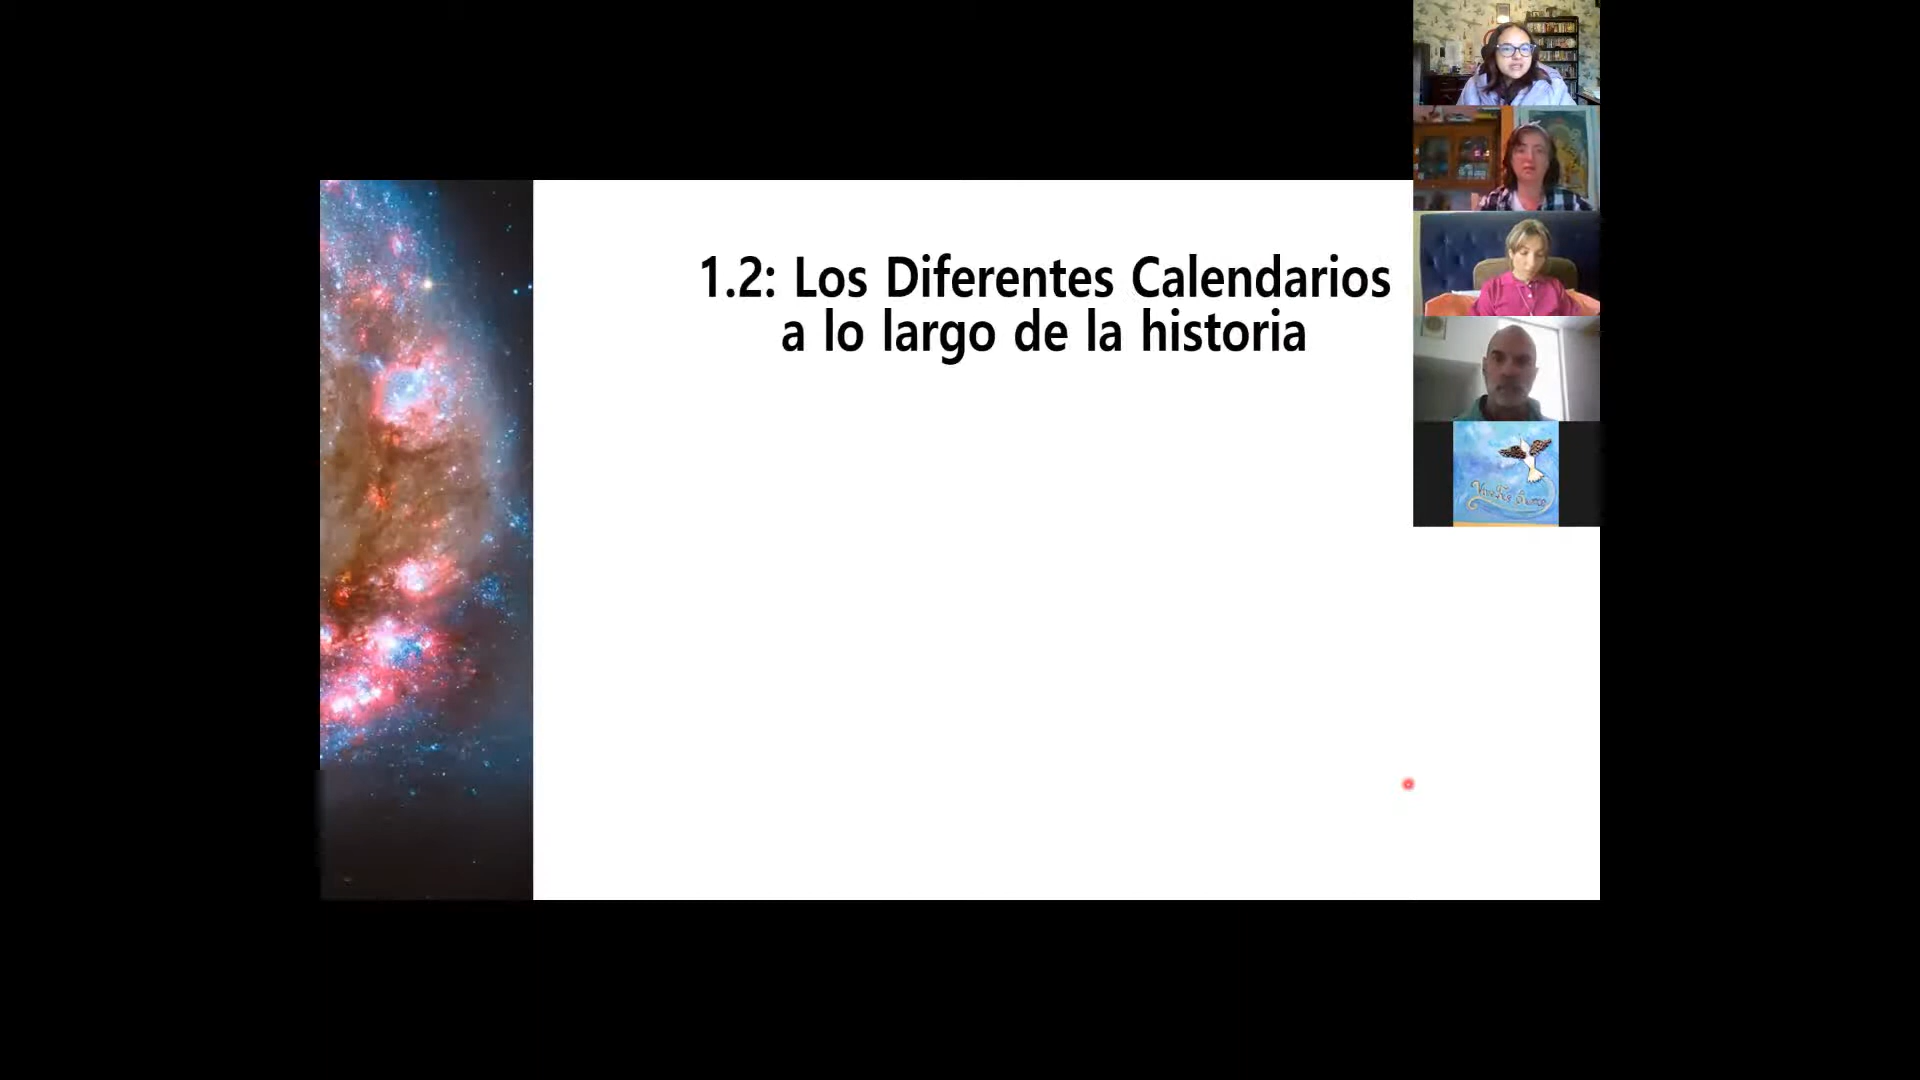 1.2: Los Diferentes Calendarios
a lo largo de la historia